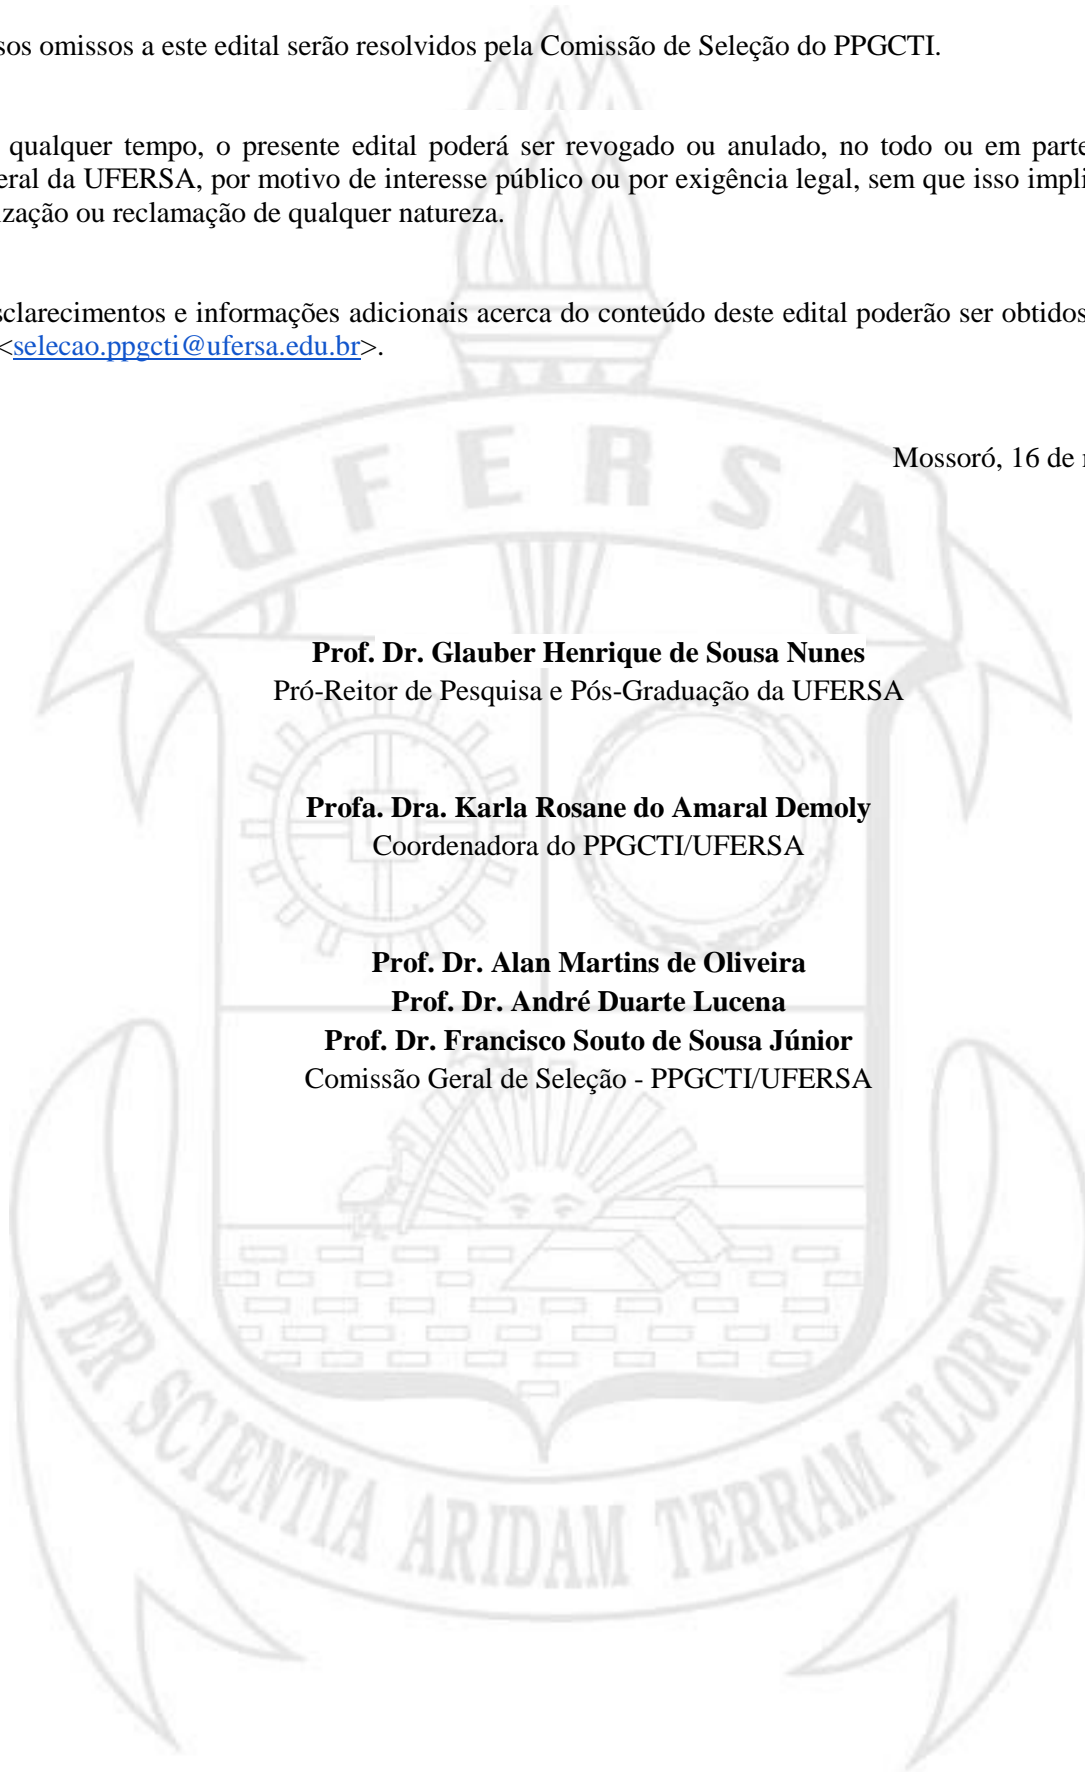 sos omissos a este edital serão resolvidos pela Comissão de Seleção do PPGCTI.
qualquer tempo, o presente edital poderá ser revogado ou anulado, no todo ou em parte
eral da UFERSA, por motivo de interesse público ou por exigência legal, sem que isso impli
ização ou reclamação de qualquer natureza.
sclarecimentos e informações adicionais acerca do conteúdo deste edital poderão ser obtidos
<selecao.ppgcti@ufersa.edu.br>.
UFERSA
Mossoró, 16 de
Prof. Dr. Glauber Henrique de Sousa Nunes
Pró-Reitor de Pesquisa e Pós-Graduação da UFERSA
Profa. Dra. Karla Rosane do Amaral Demoly
Coordenadora do PPGCTI/UFERSA
Prof. Dr. Alan Martins de Oliveira
Prof. Dr. André Duarte Lucena
Prof. Dr. Francisco Souto de Sousa Júnior
Comissão Geral de Seleção - PPGCTI/UFERSA
PER SCIENTIA ARIDAM TERRAM FLORET